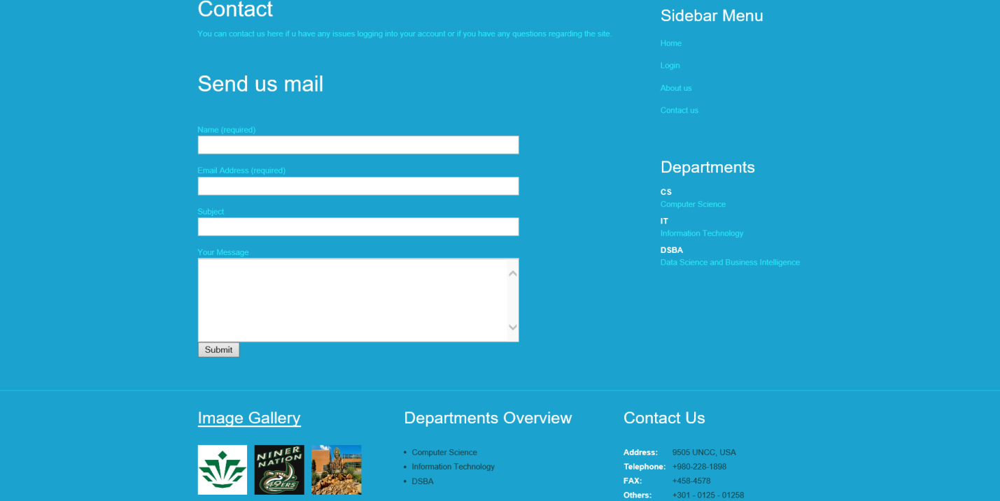 Contact
You can contact us here if u have any issues logging into your account or if you have any questions regarding the site.
Send us mail
Name (required)
Email Address (required)
Subject
Your Message
Submit
Sidebar Menu
Home
Login
About us
Contact us
Departments
CS
Computer Science
IT
Information Technology
DSBA
Data Science and Business Intelligence
Image Gallery
NINER
NATION
49ERS
Departments Overview
• Computer Science
• Information Technology
• DSBA
Contact Us
Address: 9505 UNCC, USA
Telephone: +980-228-1898
FAX: +458-4578
Others: +301 - 0125 - 01258